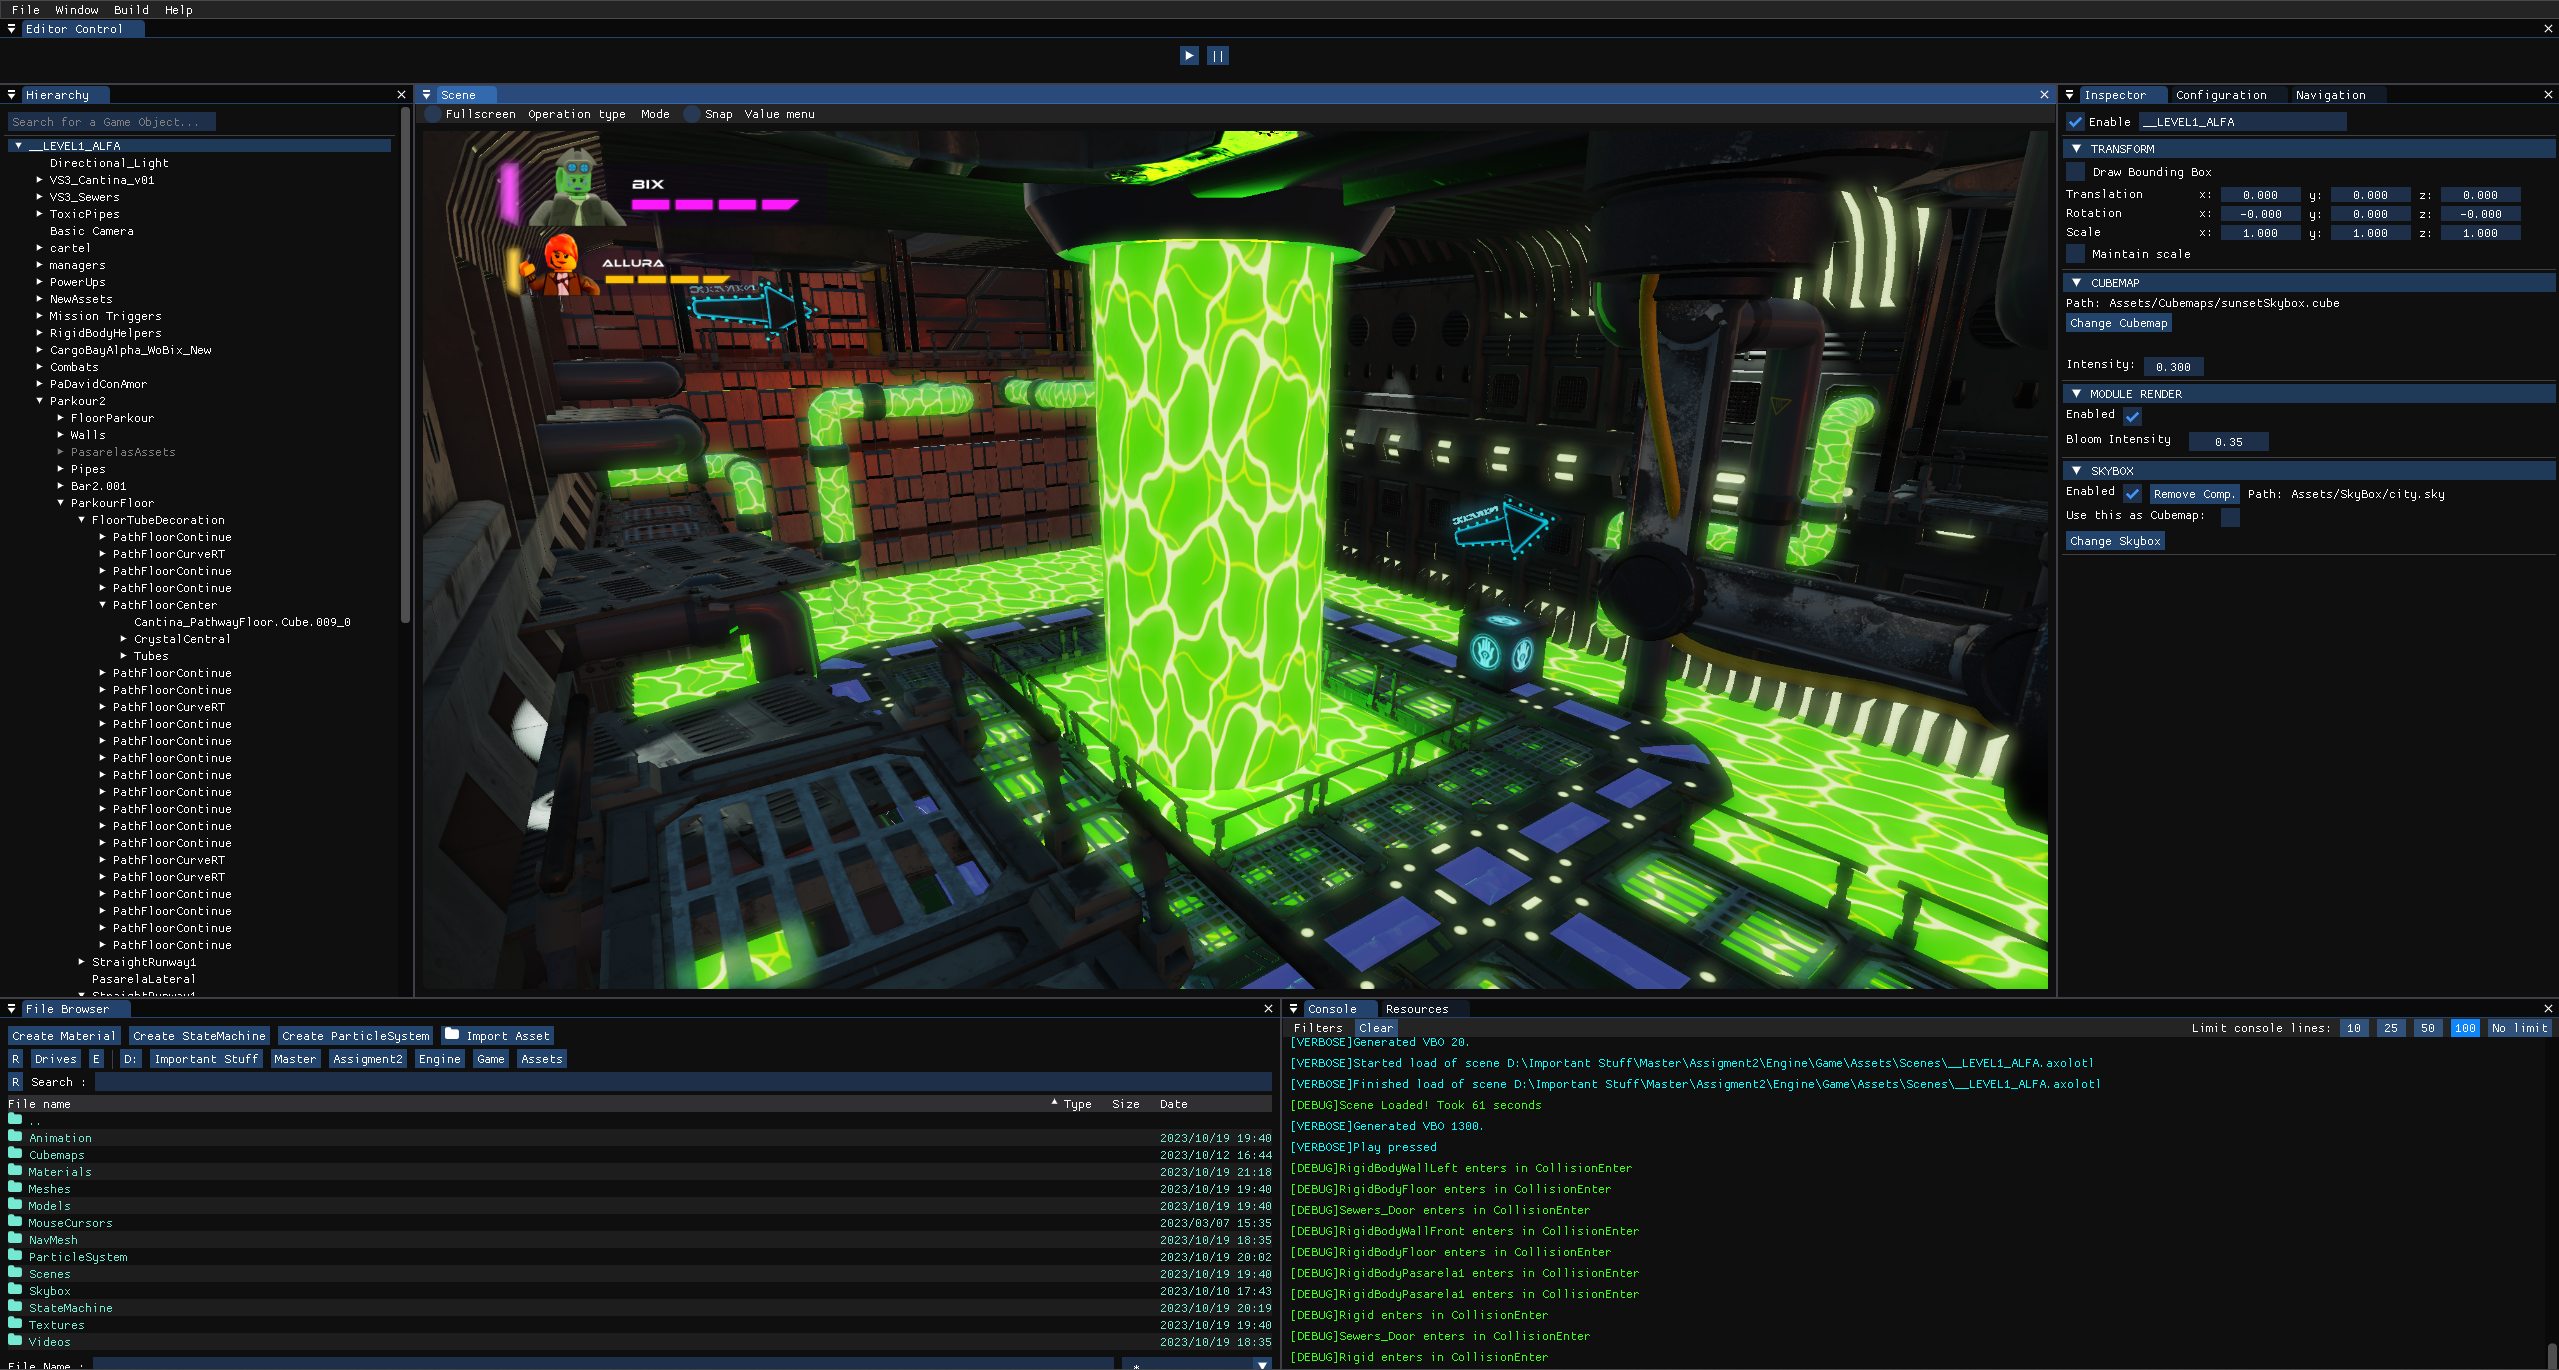 File Window Build Help
Editor Control
Hierarchy
Search for a Game Object...
__LEVEL1_ALFA
Directional_Light
VS3_Cantina_v01
VS3_Sewers
ToxicPipes
Basic Camera
cartel
managers
PowerUps
NewAssets
Mission Triggers
RigidBodyHelpers
CargoBayAlpha_WoBix_New
Combats
PaDavidConAmor
Parkour2
FloorParkour
Walls
PasarelasAssets
Pipes
Bar2.001
ParkourFloor
FloorTubeDecoration
PathFloorContinue
PathFloorCurveRT
PathFloorContinue
PathFloorContinue
PathFloorCenter
Cantina_PathwayFloor.Cube.009_0
CrystalCentral
Tubes
PathFloorContinue
PathFloorContinue
PathFloorCurveRT
PathFloorContinue
PathFloorContinue
PathFloorContinue
PathFloorContinue
PathFloorContinue
PathFloorContinue
PathFloorContinue
PathFloorContinue
PathFloorCurveRT
PathFloorCurveRT
PathFloorContinue
PathFloorContinue
PathFloorContinue
PathFloorContinue
StraightRunway1
PasarelaLateral
StraightRunway1
Scene
Fullscreen Operation type Mode Snap Value menu
BIX
ALLURA
Inspector Configuration Navigation
Enable __LEVEL1_ALFA
TRANSFORM
Draw Bounding Box
Translation x: 0.000 y: 0.000 z: 0.000
Rotation x: -0.000 y: 0.000 z: -0.000
Scale x: 1.000 y: 1.000 z: 1.000
Maintain scale
CUBEMAP
Path: Assets/Cubemaps/sunsetSkybox.cube
Change Cubemap
Intensity: 0.300
MODULE RENDER
Enabled
Bloom Intensity 0.35
SKYBOX
Enabled Remove Comp. Path: Assets/SkyBox/city.sky
Use this as Cubemap:
Change Skybox
File Browser
Create Material Create StateMachine Create ParticleSystem Import Asset
R Drives E D: Important Stuff Master Assigment2 Engine Game Assets
R Search :
File name Type Size Date
..
Animation 2023/10/19 19:40
Cubemaps 2023/10/12 16:44
Materials 2023/10/19 21:18
Meshes 2023/10/19 19:40
Models 2023/10/19 19:40
MouseCursors 2023/03/07 15:35
NavMesh 2023/10/19 18:35
ParticleSystem 2023/10/19 20:02
Scenes 2023/10/19 19:40
Skybox 2023/10/10 17:43
StateMachine 2023/10/19 20:19
Textures 2023/10/19 19:40
Videos 2023/10/19 18:35
File Name : *
Console Resources
Filters Clear Limit console lines: 10 25 50 100 No limit
[VERBOSE]Generated VBO 20.
[VERBOSE]Started load of scene D:\Important Stuff\Master\Assigment2\Engine\Game\Assets\Scenes\__LEVEL1_ALFA.axolotl
[VERBOSE]Finished load of scene D:\Important Stuff\Master\Assigment2\Engine\Game\Assets\Scenes\__LEVEL1_ALFA.axolotl
[DEBUG]Scene Loaded! Took 61 seconds
[VERBOSE]Generated VBO 1300.
[VERBOSE]Play pressed
[DEBUG]RigidBodyWallLeft enters in CollisionEnter
[DEBUG]RigidBodyFloor enters in CollisionEnter
[DEBUG]Sewers_Door enters in CollisionEnter
[DEBUG]RigidBodyWallFront enters in CollisionEnter
[DEBUG]RigidBodyFloor enters in CollisionEnter
[DEBUG]RigidBodyPasarela1 enters in CollisionEnter
[DEBUG]RigidBodyPasarela1 enters in CollisionEnter
[DEBUG]Rigid enters in CollisionEnter
[DEBUG]Sewers_Door enters in CollisionEnter
[DEBUG]Rigid enters in CollisionEnter